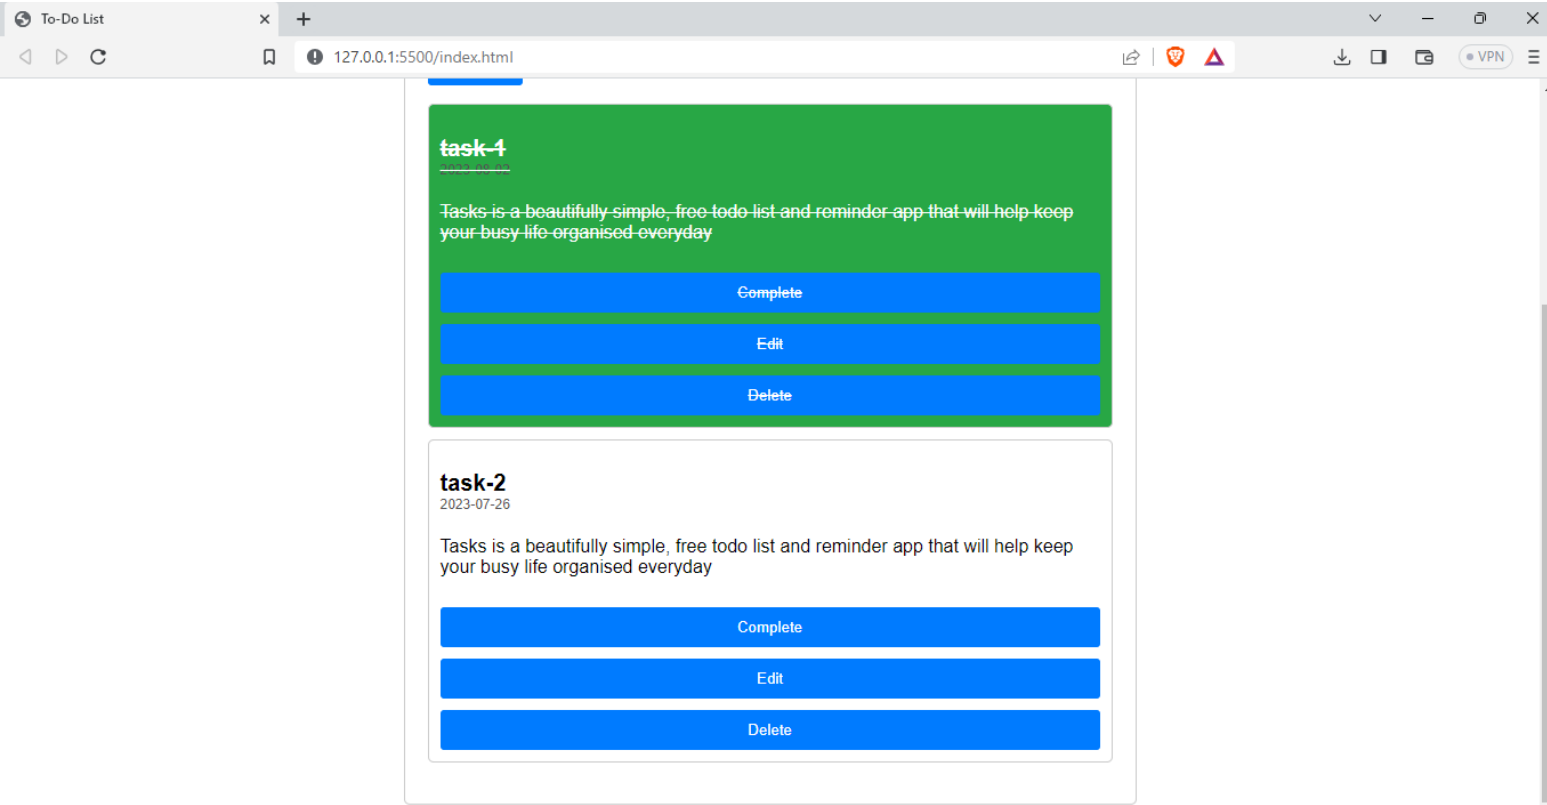 To-Do List
127.0.0.1:5500/index.html
VPN
task-1
2023-08-02
Tasks is a beautifully simple, free todo list and reminder app that will help keep
your busy life organised everyday
Complete
Edit
Delete
task-2
2023-07-26
Tasks is a beautifully simple, free todo list and reminder app that will help keep
your busy life organised everyday
Complete
Edit
Delete